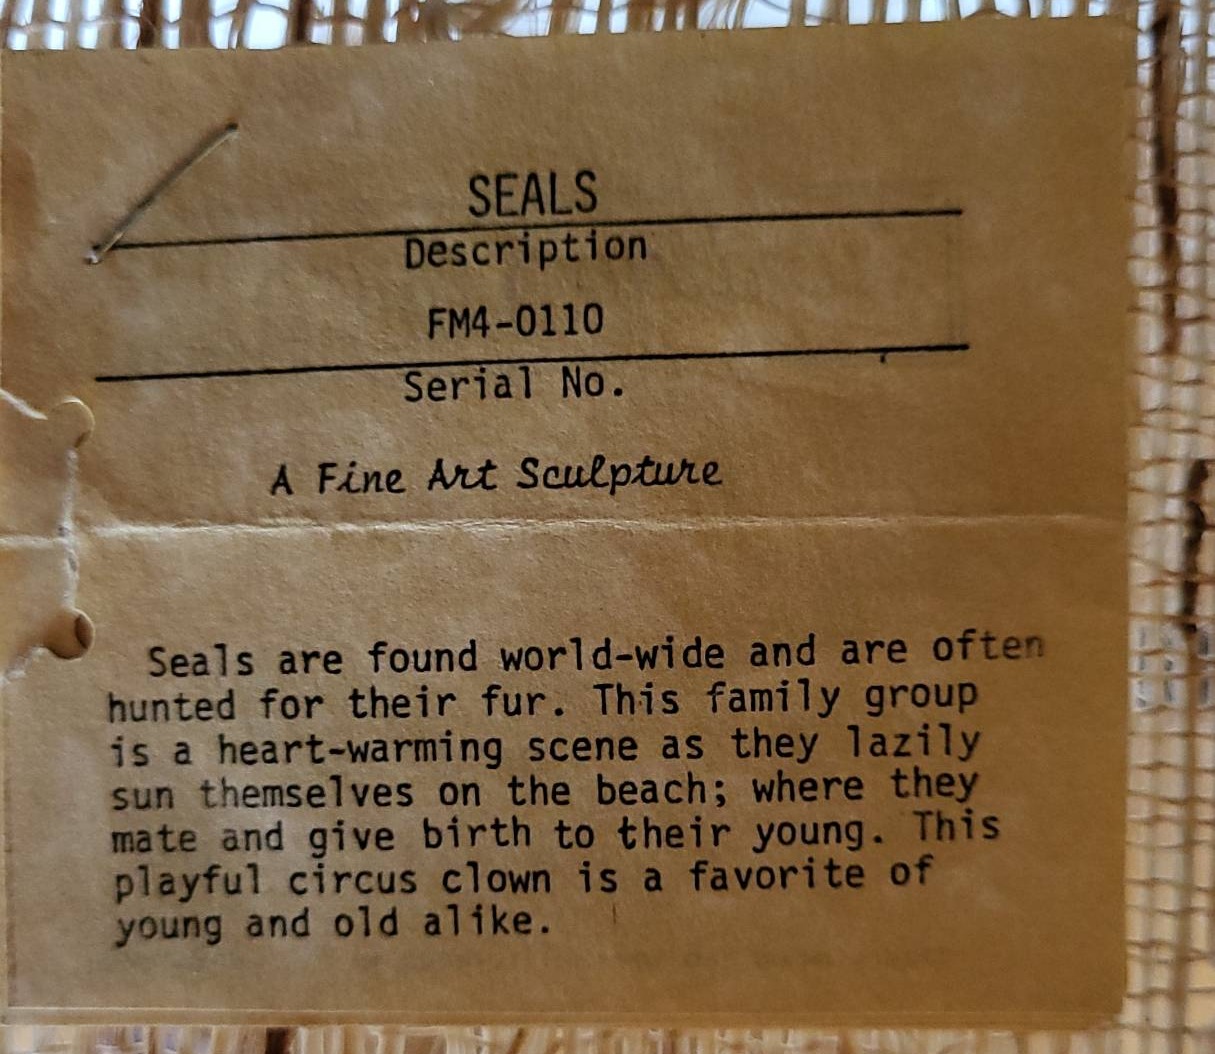 SEALS
Description
FM4-0110
Serial No.
A Fine Art Sculpture
Seals are found world-wide and are often
hunted for their fur. This family group
is a heart-warming scene as they lazily
sun themselves on the beach; where they
mate and give birth to their young. This
playful circus clown is a favorite of
young and old alike.